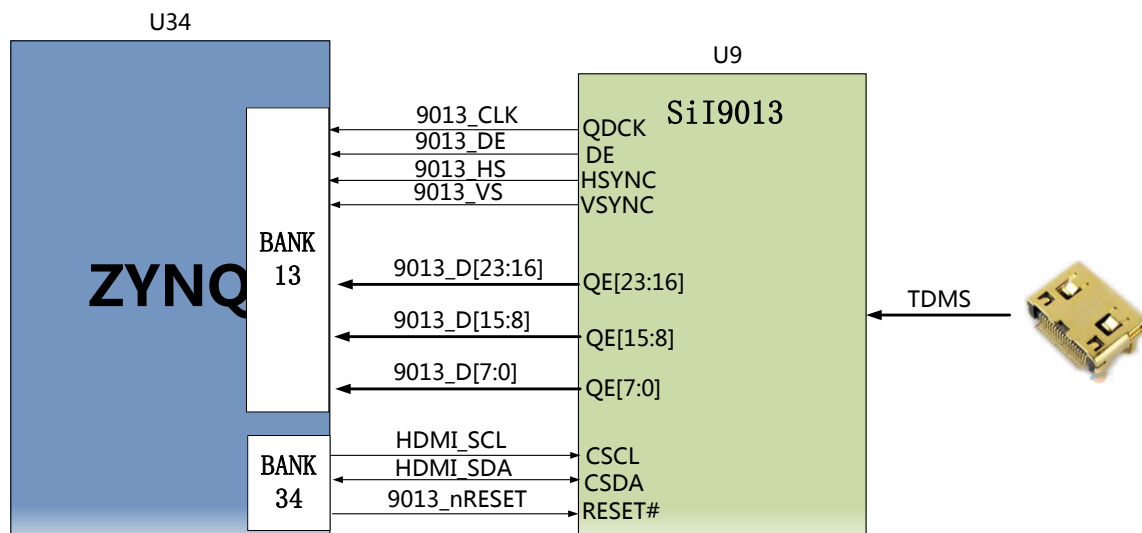 U34
U9
SiI9013
9013_CLK
QDCK
9013_DE
DE
9013_HS
HSYNC
9013_VS
VSYNC
BANK
13
ZYNQ
9013_D[23:16]
QE[23:16]
TDMS
9013_D[15:8]
QE[15:8]
9013_D[7:0]
QE[7:0]
BANK
34
HDMI_SCL
CSCL
HDMI_SDA
CSDA
9013_nRESET
RESET#